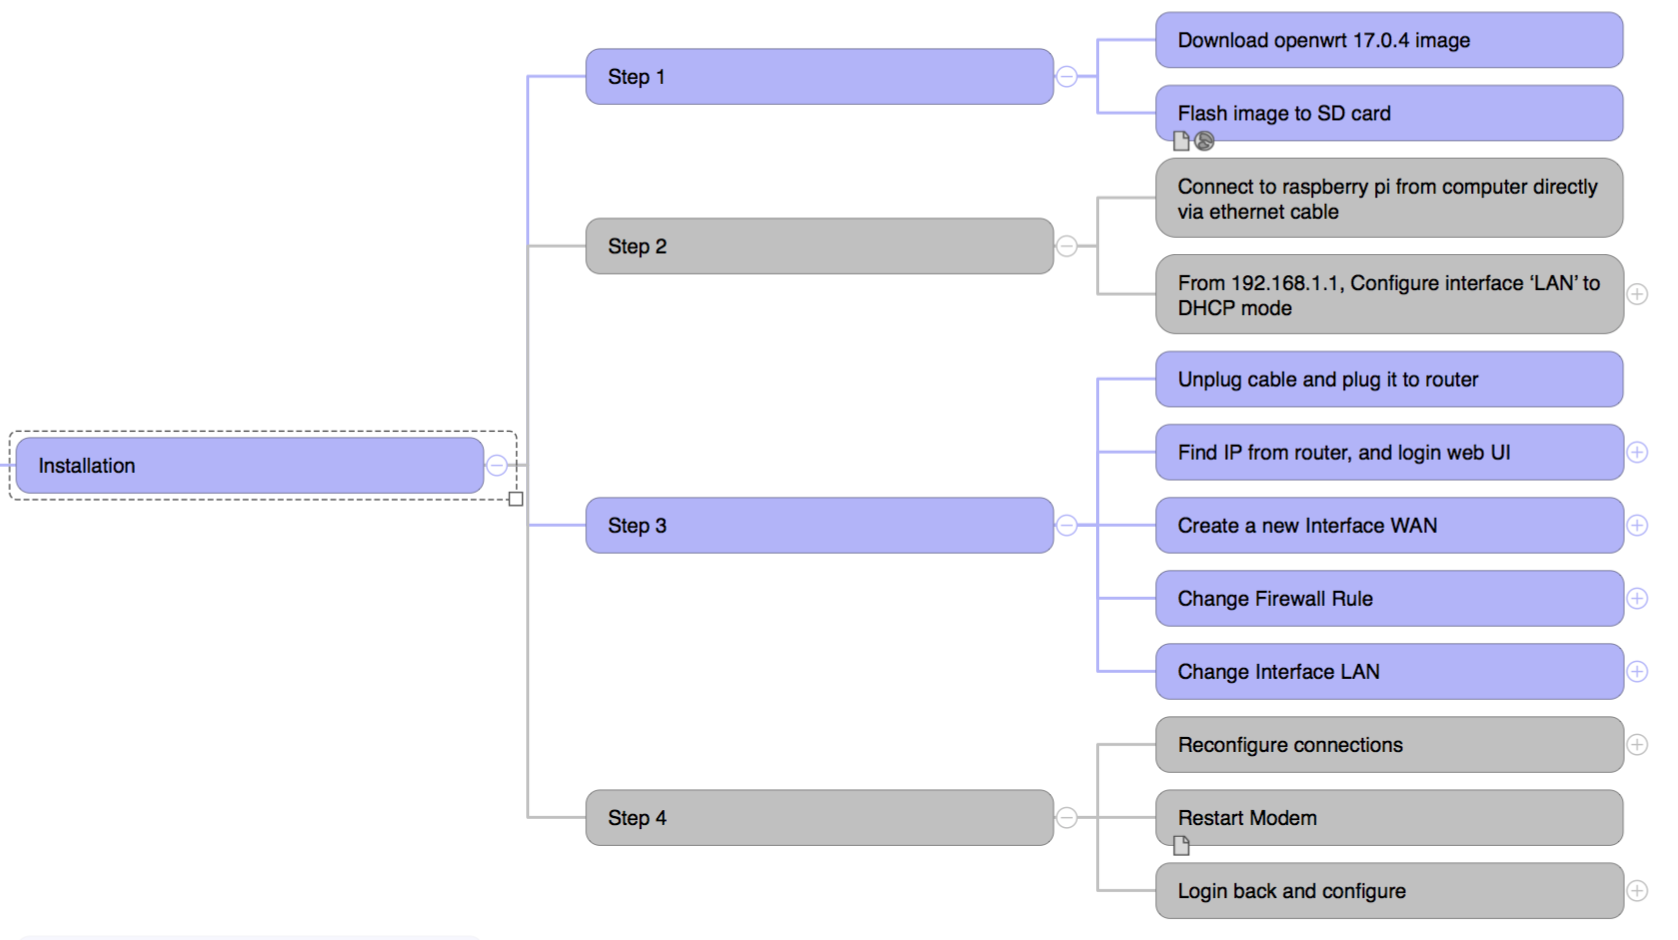 Installation
Step 1
Download openwrt 17.0.4 image
Flash image to SD card
Step 2
Connect to raspberry pi from computer directly
via ethernet cable
From 192.168.1.1, Configure interface ‘LAN’ to
DHCP mode
Step 3
Unplug cable and plug it to router
Find IP from router, and login web UI
Create a new Interface WAN
Change Firewall Rule
Change Interface LAN
Step 4
Reconfigure connections
Restart Modem
Login back and configure